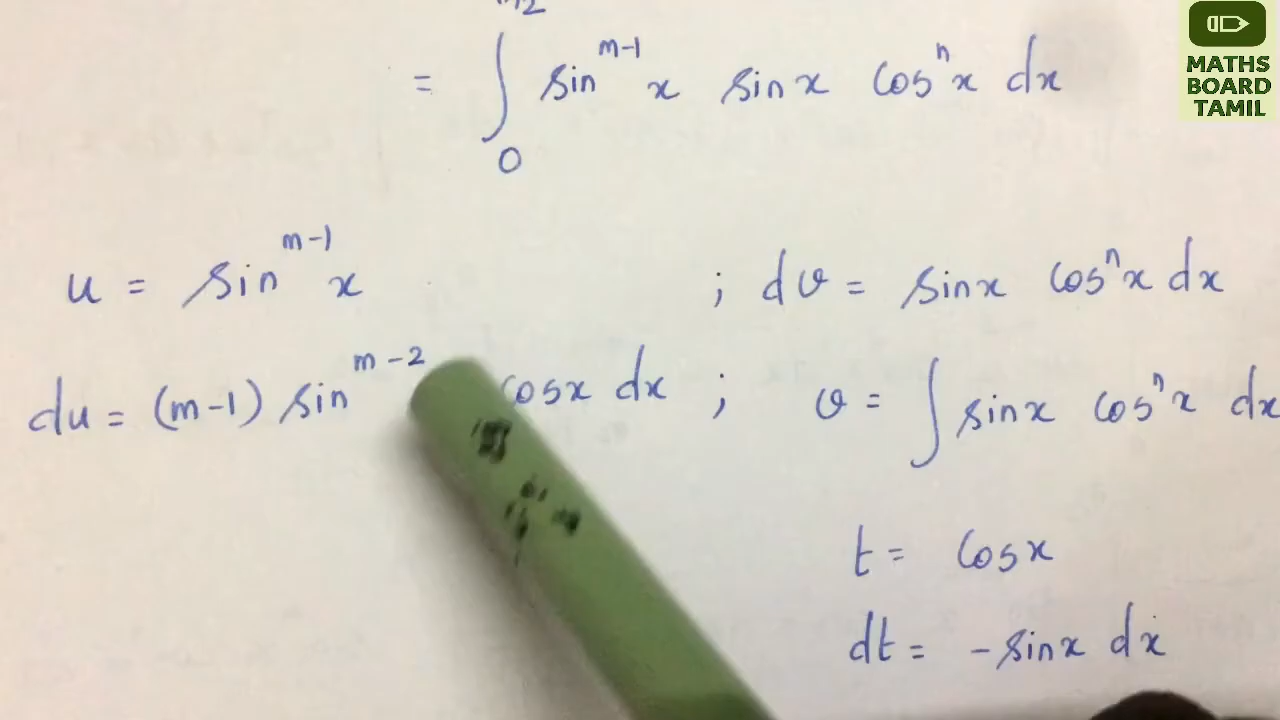 = ∫₀ sin^{m-1} x sin x cos^n x dx
MATHS
BOARD
TAMIL
u = sin^{m-1} x ; dv = sin x cos^n x dx
du = (m-1) sin^{m-2} cos x dx ; v = ∫ sin x cos^n x dx
t = cos x
dt = - sin x dx